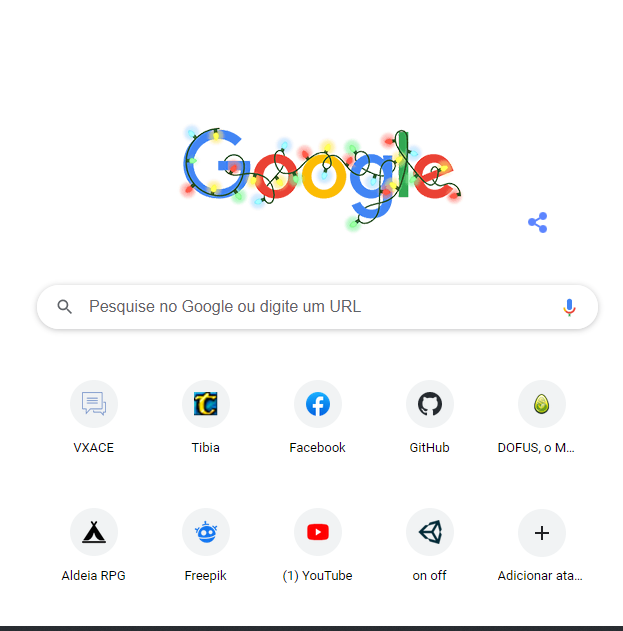 Google
Pesquise no Google ou digite um URL
VXACE
Tibia
Facebook
GitHub
DOFUS, o M...
Aldeia RPG
Freepik
(1) YouTube
on off
Adicionar ata...